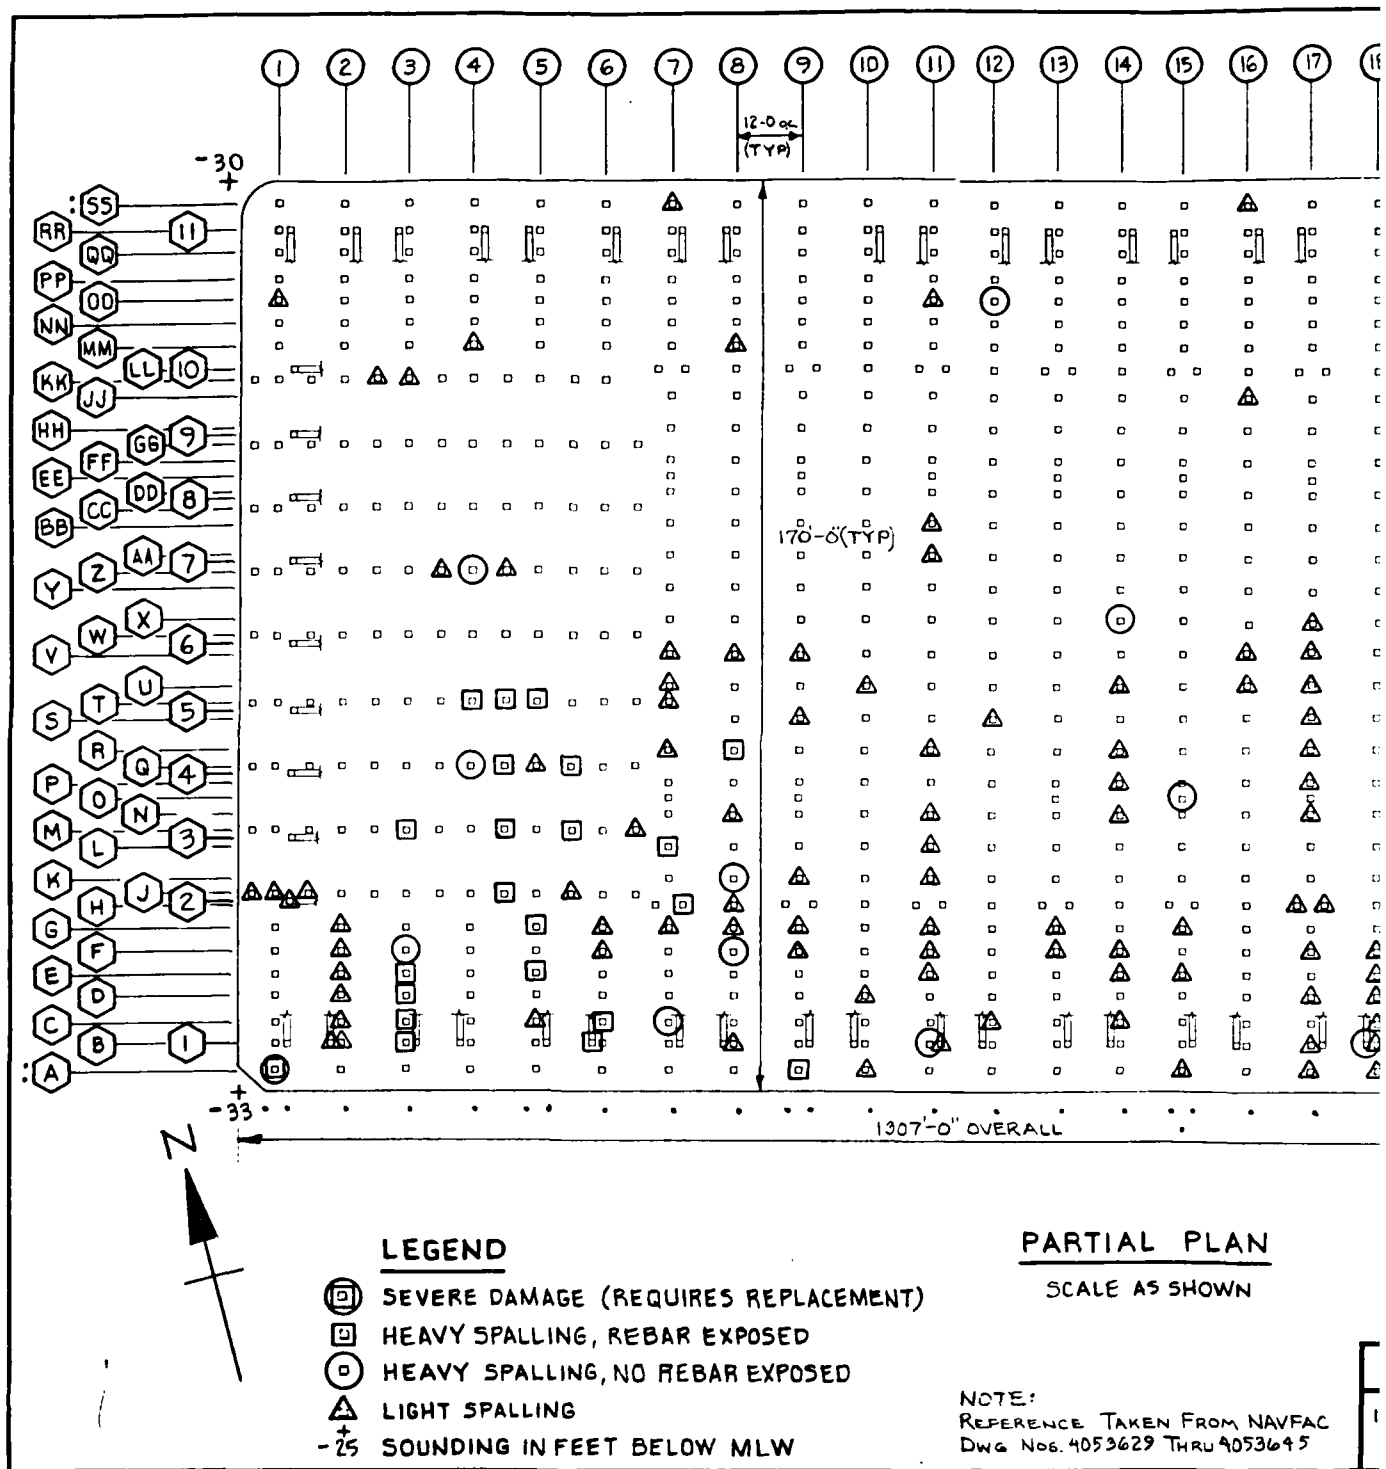 1 2 3 4 5 6 7 8 9 10 11 12 13 14 15 16 17
12-0 o.c.
(TYP)
-30
SS
RR 11
QQ
PP
OO
NN
MM
LL 10
KK
JJ
HH
GG 9
FF
EE
DD 8
CC
BB
AA 7
Z
Y
X
W 6
V
U
T 5
S
R
Q 4
P
O
N
M 3
L
K
J 2
H
G
F
E
D
C
B 1
A
170'-0"(TYP)
-33
1307'-0" OVERALL
N
LEGEND
SEVERE DAMAGE (REQUIRES REPLACEMENT)
HEAVY SPALLING, REBAR EXPOSED
HEAVY SPALLING, NO REBAR EXPOSED
LIGHT SPALLING
-25 SOUNDING IN FEET BELOW MLW
PARTIAL PLAN
SCALE AS SHOWN
NOTE:
REFERENCE TAKEN FROM NAVFAC
DWG NOS. 4053629 THRU 4053645